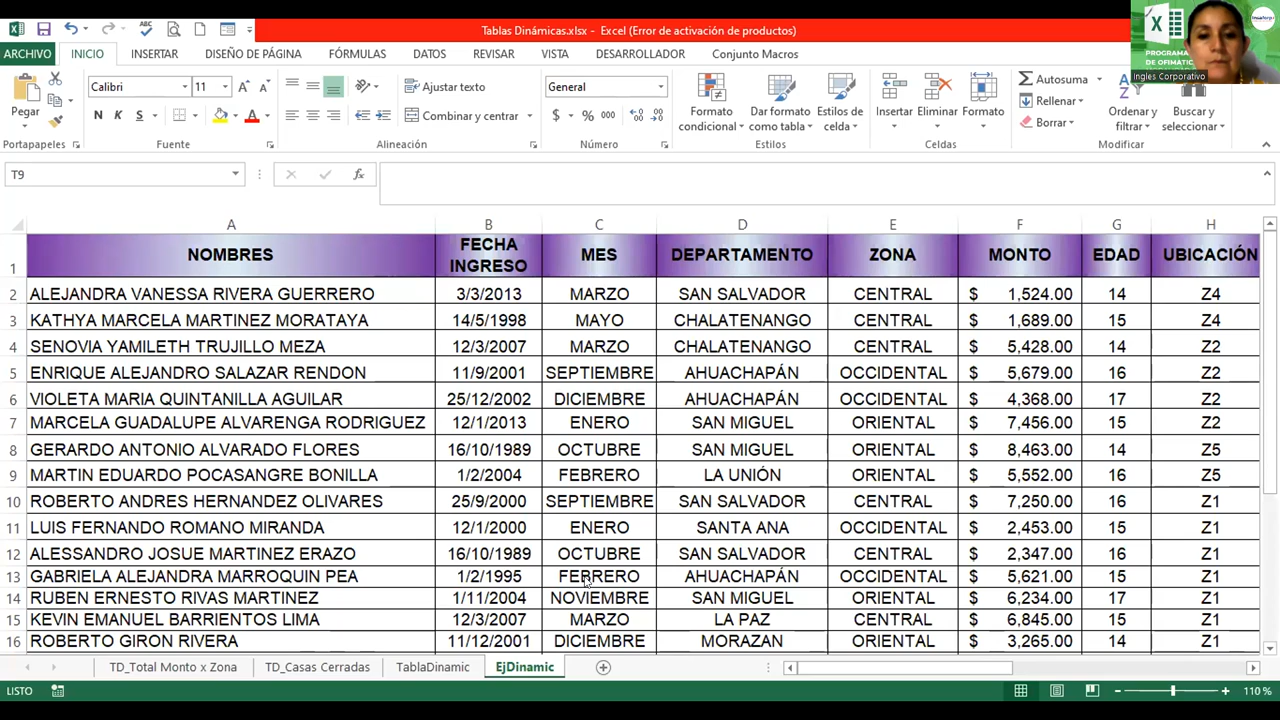 Tablas Dinámicas.xlsx - Excel (Error de activación de productos)
ARCHIVO INICIO INSERTAR DISEÑO DE PÁGINA FÓRMULAS DATOS REVISAR VISTA DESARROLLADOR Conjunto Macros
PROGRAMA
DE OFIMÁTIC
Ingles Corporativo
Pegar
Calibri 11
N K S
Ajustar texto
Combinar y centrar
General
$ % 000
Formato condicional
Dar formato como tabla
Estilos de celda
Insertar Eliminar Formato
Autosuma
Rellenar
Borrar
Ordenar y filtrar
Buscar y seleccionar
Portapapeles Fuente Alineación Número Estilos Celdas Modificar
T9 fx
A B C D E F G H
1 NOMBRES FECHA INGRESO MES DEPARTAMENTO ZONA MONTO EDAD UBICACIÓN
2 ALEJANDRA VANESSA RIVERA GUERRERO 3/3/2013 MARZO SAN SALVADOR CENTRAL $ 1,524.00 14 Z4
3 KATHYA MARCELA MARTINEZ MORATAYA 14/5/1998 MAYO CHALATENANGO CENTRAL $ 1,689.00 15 Z4
4 SENOVIA YAMILETH TRUJILLO MEZA 12/3/2007 MARZO CHALATENANGO CENTRAL $ 5,428.00 14 Z2
5 ENRIQUE ALEJANDRO SALAZAR RENDON 11/9/2001 SEPTIEMBRE AHUACHAPÁN OCCIDENTAL $ 5,679.00 16 Z2
6 VIOLETA MARIA QUINTANILLA AGUILAR 25/12/2002 DICIEMBRE AHUACHAPÁN OCCIDENTAL $ 4,368.00 17 Z2
7 MARCELA GUADALUPE ALVARENGA RODRIGUEZ 12/1/2013 ENERO SAN MIGUEL ORIENTAL $ 7,456.00 15 Z2
8 GERARDO ANTONIO ALVARADO FLORES 16/10/1989 OCTUBRE SAN MIGUEL ORIENTAL $ 8,463.00 14 Z5
9 MARTIN EDUARDO POCASANGRE BONILLA 1/2/2004 FEBRERO LA UNIÓN ORIENTAL $ 5,552.00 16 Z5
10 ROBERTO ANDRES HERNANDEZ OLIVARES 25/9/2000 SEPTIEMBRE SAN SALVADOR CENTRAL $ 7,250.00 16 Z1
11 LUIS FERNANDO ROMANO MIRANDA 12/1/2000 ENERO SANTA ANA OCCIDENTAL $ 2,453.00 15 Z1
12 ALESSANDRO JOSUE MARTINEZ ERAZO 16/10/1989 OCTUBRE SAN SALVADOR CENTRAL $ 2,347.00 16 Z1
13 GABRIELA ALEJANDRA MARROQUIN PEA 1/2/1995 FEBRERO AHUACHAPÁN OCCIDENTAL $ 5,621.00 15 Z1
14 RUBEN ERNESTO RIVAS MARTINEZ 1/11/2004 NOVIEMBRE SAN MIGUEL ORIENTAL $ 6,234.00 17 Z1
15 KEVIN EMANUEL BARRIENTOS LIMA 12/3/2007 MARZO LA PAZ CENTRAL $ 6,845.00 15 Z1
16 ROBERTO GIRON RIVERA 11/12/2001 DICIEMBRE MORAZAN ORIENTAL $ 3,265.00 14 Z1
TD_Total Monto x Zona TD_Casas Cerradas TablaDinamic EjDinamic
LISTO 110 %